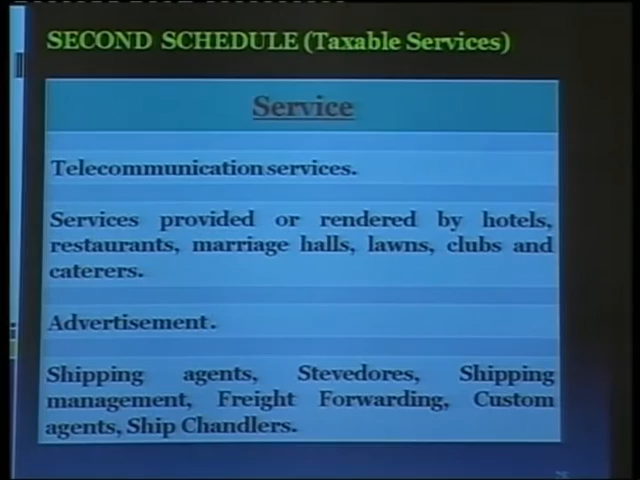 SECOND SCHEDULE (Taxable Services)
Service
Telecommunication services.
Services provided or rendered by hotels,
restaurants, marriage halls, lawns, clubs and
caterers.
Advertisement.
Shipping agents, Stevedores, Shipping
management, Freight Forwarding, Custom
agents, Ship Chandlers.